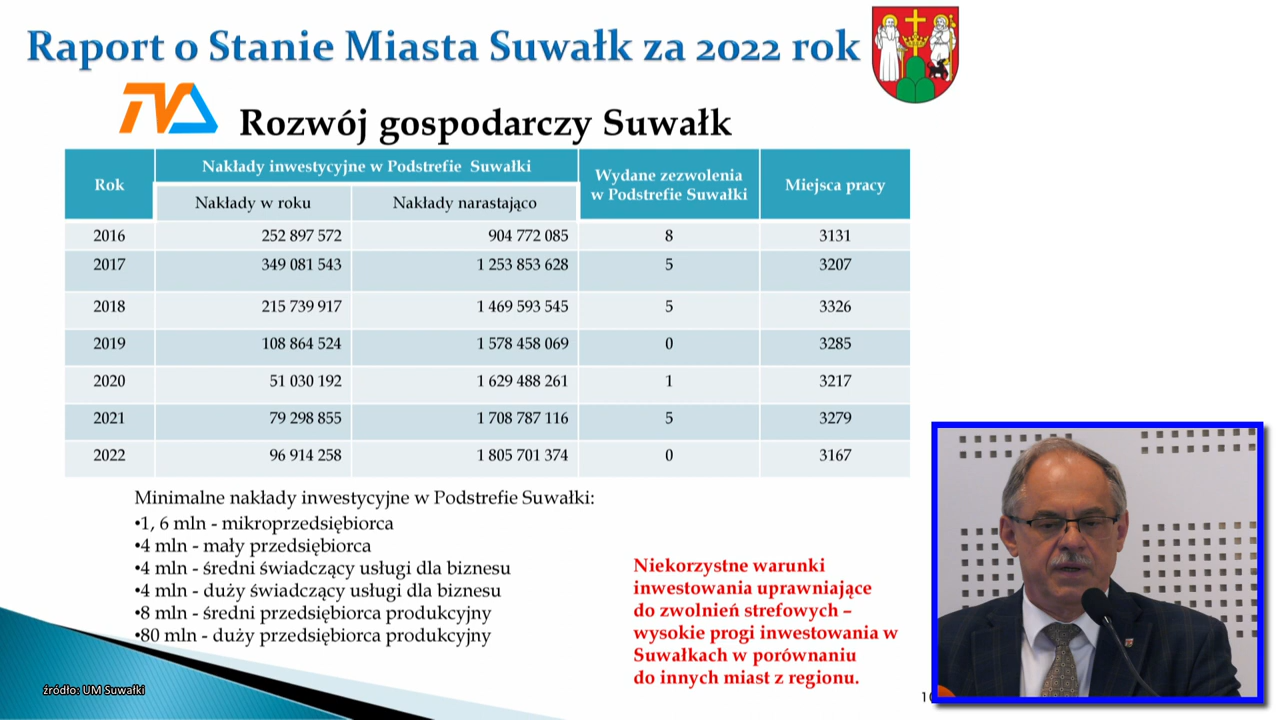 Raport o Stanie Miasta Suwałk za 2022 rok
TVS
Rozwój gospodarczy Suwałk
Rok Nakłady inwestycyjne w Podstrefie Suwałki Wydane zezwolenia w Podstrefie Suwałki Miejsca pracy
Nakłady w roku Nakłady narastająco
2016 252 897 572 904 772 085 8 3131
2017 349 081 543 1 253 853 628 5 3207
2018 215 739 917 1 469 593 545 5 3326
2019 108 864 524 1 578 458 069 0 3285
2020 51 030 192 1 629 488 261 1 3217
2021 79 298 855 1 708 787 116 5 3279
2022 96 914 258 1 805 701 374 0 3167
Minimalne nakłady inwestycyjne w Podstrefie Suwałki:
•1, 6 mln - mikroprzedsiębiorca
•4 mln - mały przedsiębiorca
•4 mln - średni świadczący usługi dla biznesu
•4 mln - duży świadczący usługi dla biznesu
•8 mln - średni przedsiębiorca produkcyjny
•80 mln - duży przedsiębiorca produkcyjny
Niekorzystne warunki
inwestowania uprawniające
do zwolnień strefowych –
wysokie progi inwestowania w
Suwałkach w porównaniu
do innych miast z regionu.
źródło: UM Suwałki